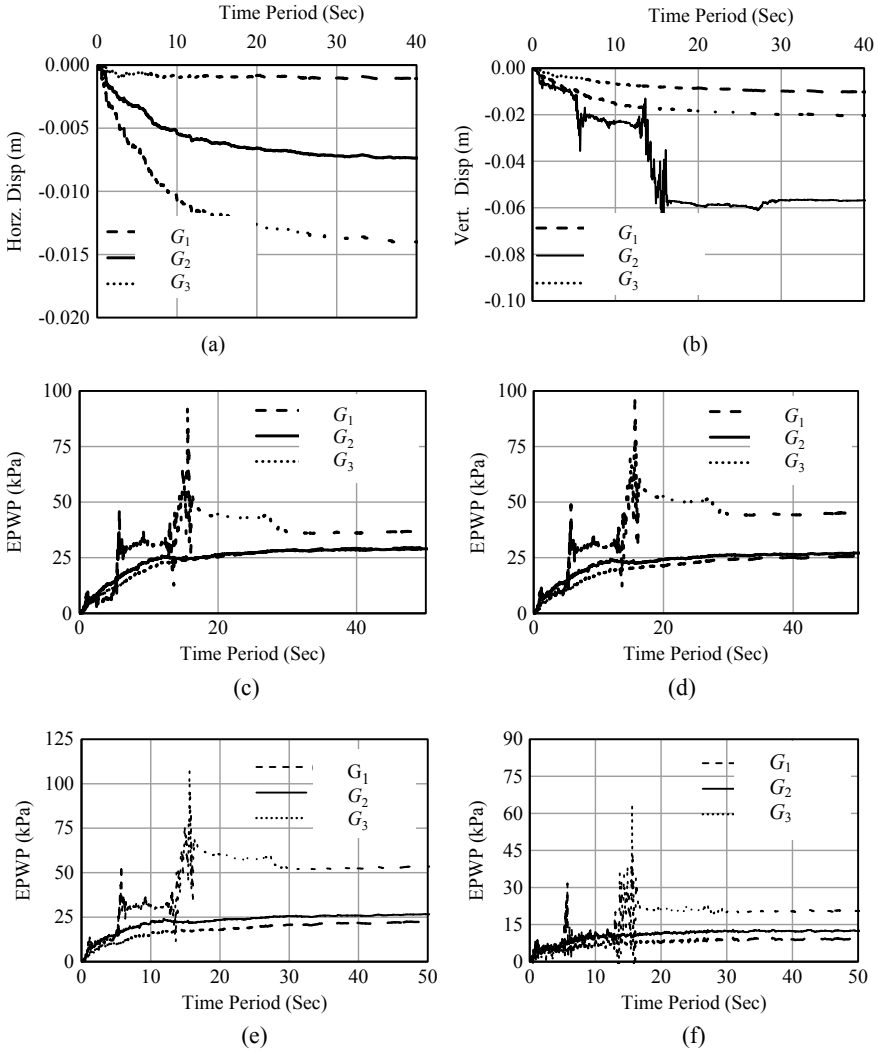 Time Period (Sec)
0 10 20 30 40
0.000
-0.005
-0.010
-0.015
-0.020
Horz. Disp (m)
G1
G2
G3
(a)
Time Period (Sec)
0 10 20 30 40
0.00
-0.02
-0.04
-0.06
-0.08
-0.10
Vert. Disp (m)
G1
G2
G3
(b)
100
75
50
25
0
EPWP (kPa)
G1
G2
G3
0 20 40
Time Period (Sec)
(c)
100
75
50
25
0
EPWP (kPa)
G1
G2
G3
0 20 40
Time Period (Sec)
(d)
125
100
75
50
25
0
EPWP (kPa)
G1
G2
G3
0 10 20 30 40 50
Time Period (Sec)
(e)
90
75
60
45
30
15
0
EPWP (kPa)
G1
G2
G3
0 10 20 30 40 50
Time Period (Sec)
(f)